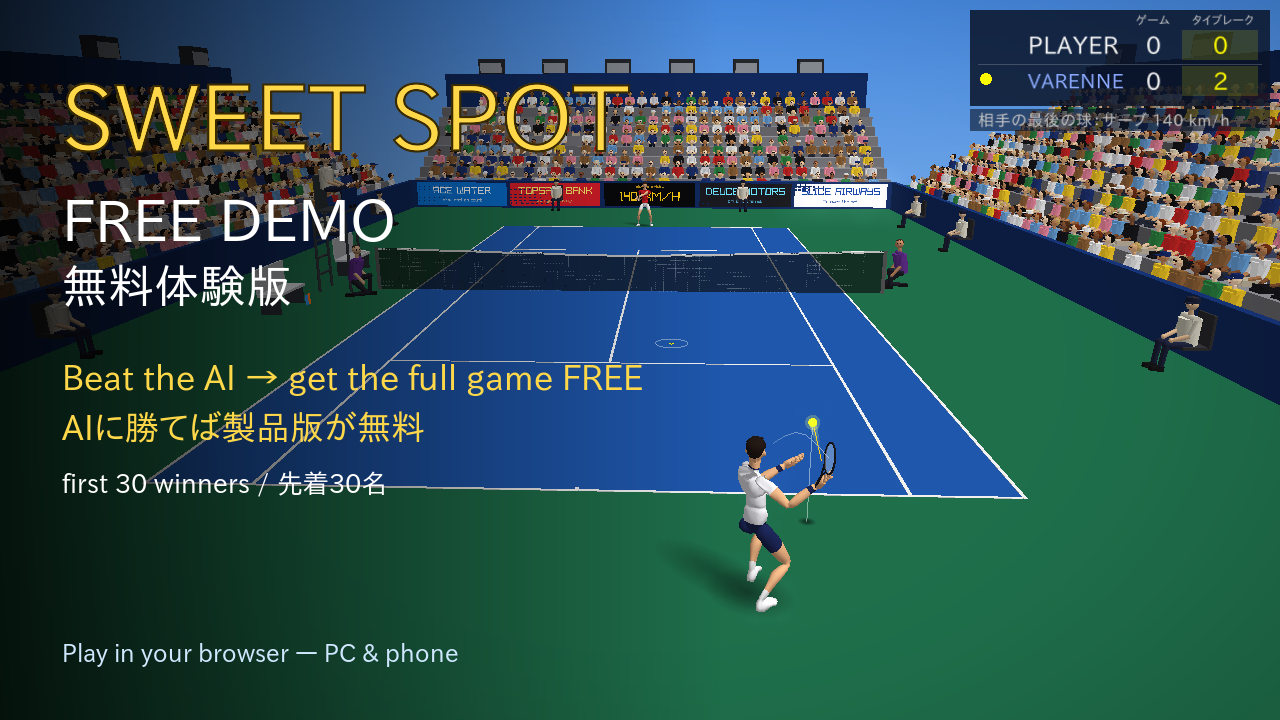 SWEET SPOT
FREE DEMO
無料体験版
Beat the AI → get the full game FREE
AIに勝てば製品版が無料
first 30 winners / 先着30名
Play in your browser — PC & phone
ゲーム タイブレーク
PLAYER 0 0
VARENNE 0 2
相手の最後の球：サーブ 140 km/h
ACE WATER
BANK
140 KM/H
MOTORS
AIRWAYS